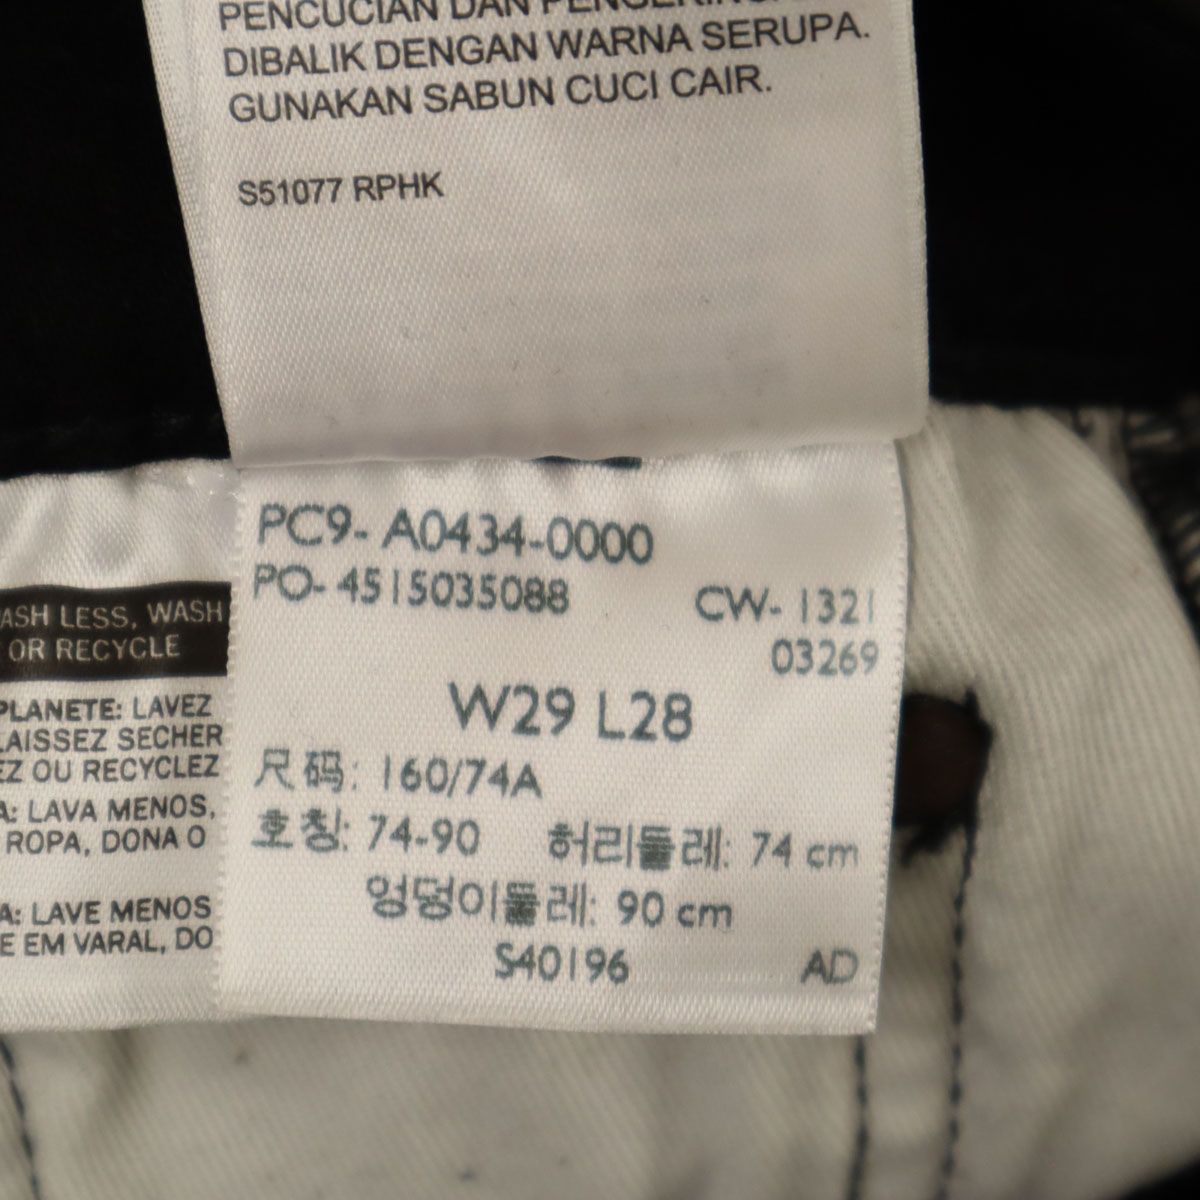 PENCUCIAN DAN
DIBALIK DENGAN WARNA SERUPA.
GUNAKAN SABUN CUCI CAIR.
S51077 RPHK
PC9- A0434-0000
PO- 4515035088
CW- 1321
03269
W29 L28
尺码: 160/74A
호칭: 74-90 허리둘레: 74 cm
엉덩이둘레: 90 cm
S40196 AD
ASH LESS, WASH
OR RECYCLE
PLANETE: LAVEZ
LAISSEZ SECHER
EZ OU RECYCLEZ
A: LAVA MENOS,
ROPA, DONA O
A: LAVE MENOS
E EM VARAL, DO